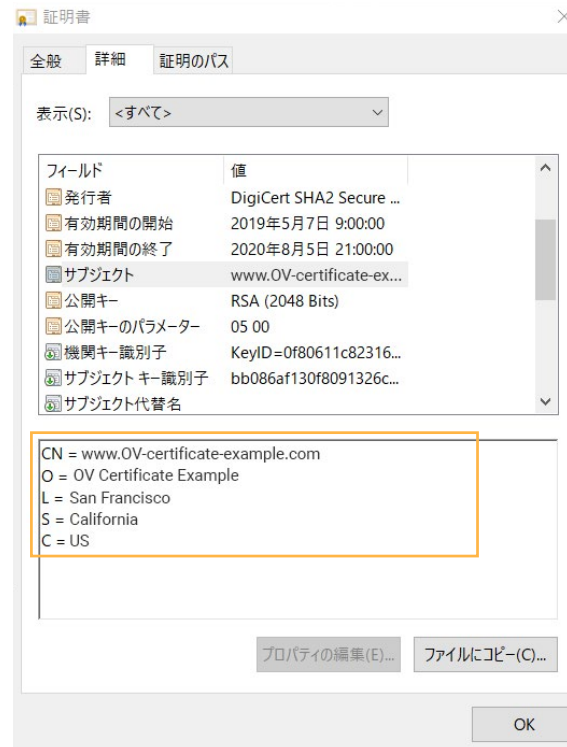 証明書
全般 詳細 証明のパス
表示(S): <すべて>
フィールド 値
発行者 DigiCert SHA2 Secure ...
有効期間の開始 2019年5月7日 9:00:00
有効期間の終了 2020年8月5日 21:00:00
サブジェクト www.OV-certificate-ex...
公開キー RSA (2048 Bits)
公開キーのパラメーター 05 00
機関キー識別子 KeyID=0f80611c82316...
サブジェクト キー識別子 bb086af130f8091326c...
サブジェクト代替名
CN = www.OV-certificate-example.com
O = OV Certificate Example
L = San Francisco
S = California
C = US
プロパティの編集(E)... ファイルにコピー(C)...
OK